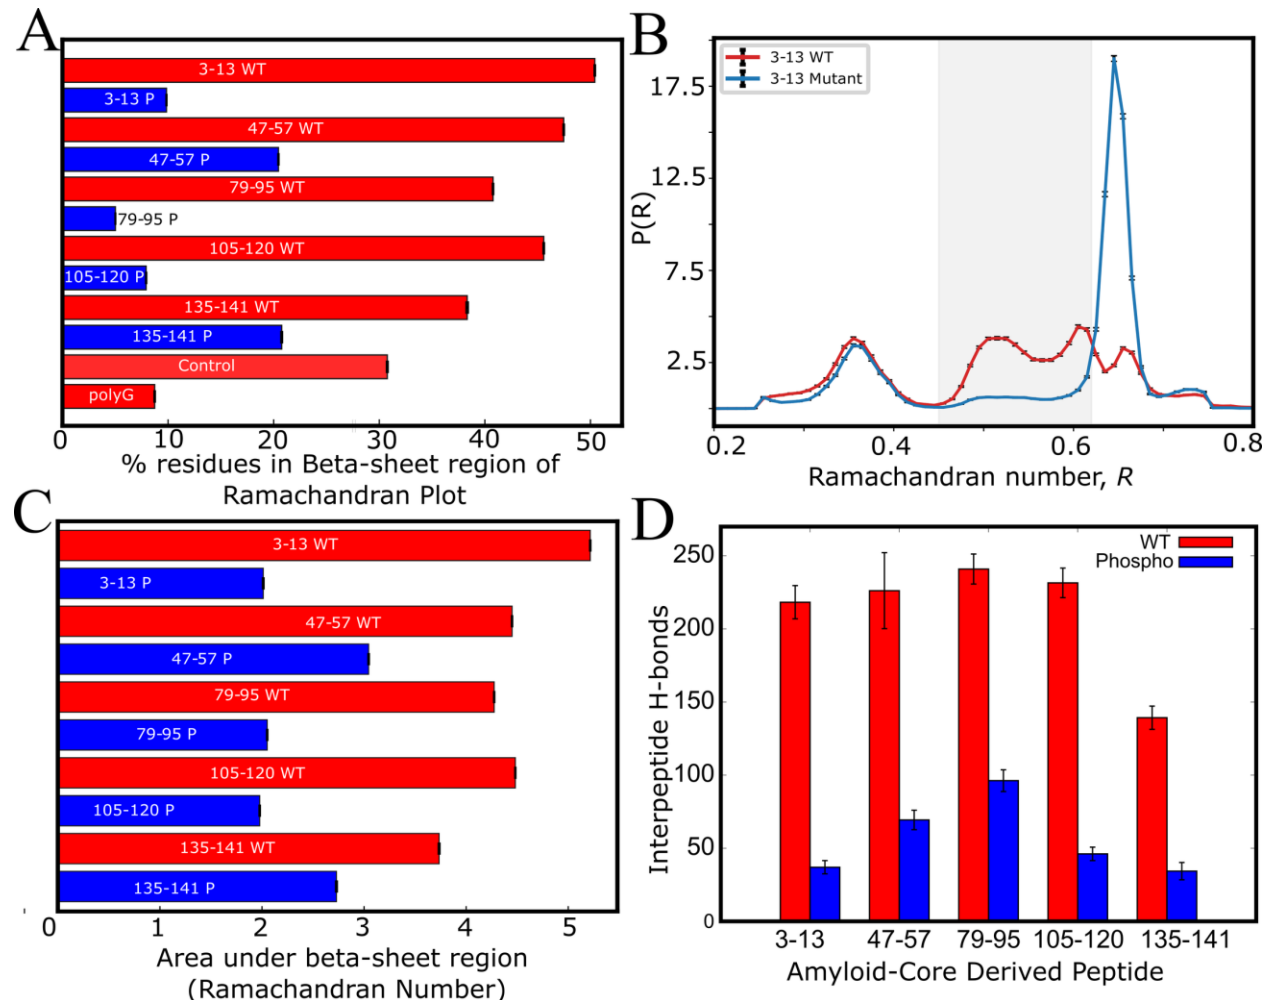 A
3-13 WT
3-13 P
47-57 WT
47-57 P
79-95 WT
79-95 P
105-120 WT
105-120 P
135-141 WT
135-141 P
Control
polyG
0 10 20 30 40 50
% residues in Beta-sheet region of
Ramachandran Plot
B
3-13 WT
3-13 Mutant
17.5
12.5
7.5
2.5
P(R)
0.2 0.4 0.6 0.8
Ramachandran number, R
C
3-13 WT
3-13 P
47-57 WT
47-57 P
79-95 WT
79-95 P
105-120 WT
105-120 P
135-141 WT
135-141 P
0 1 2 3 4 5
Area under beta-sheet region
(Ramachandran Number)
D
WT
Phospho
250
200
150
100
50
0
Interpeptide H-bonds
3-13 47-57 79-95 105-120 135-141
Amyloid-Core Derived Peptide